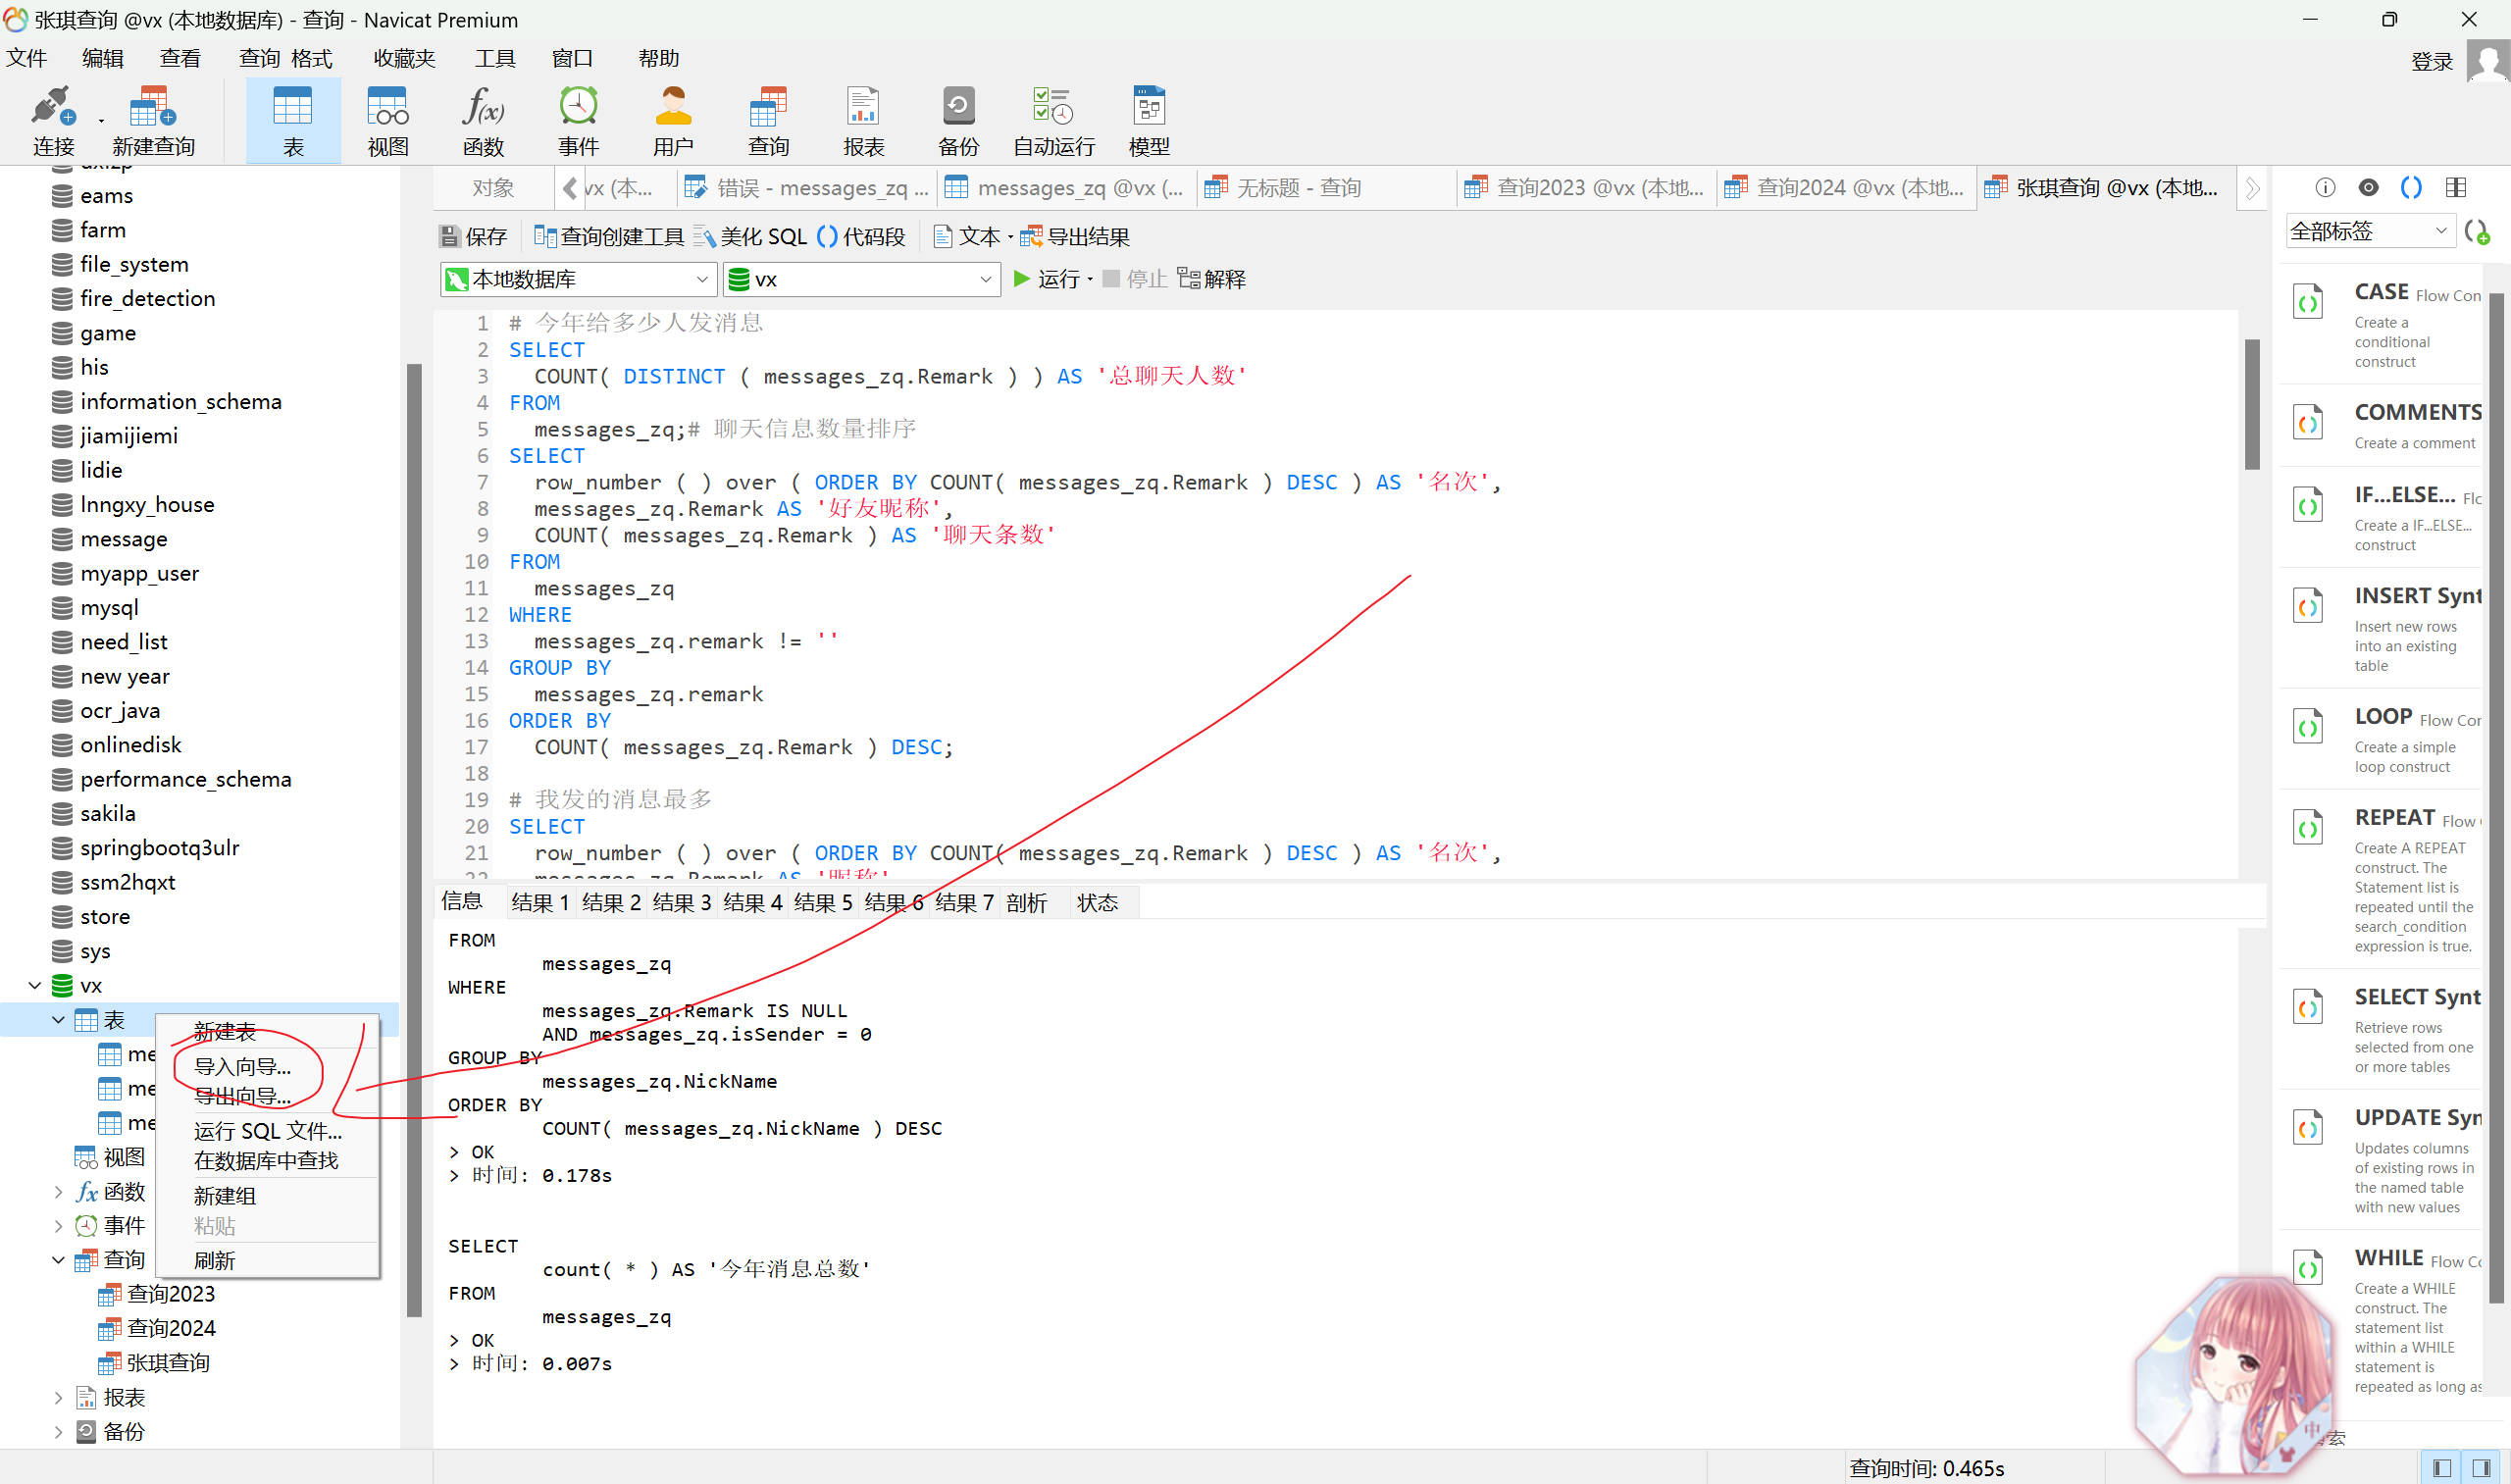 张琪查询 @vx (本地数据库) - 查询 - Navicat Premium
文件 编辑 查看 查询 格式 收藏夹 工具 窗口 帮助
登录
连接 新建查询 表 视图 函数 事件 用户 查询 报表 备份 自动运行 模型
eams
farm
file_system
fire_detection
game
his
information_schema
jiamijiemi
lidie
lnngxy_house
message
myapp_user
mysql
need_list
new year
ocr_java
onlinedisk
performance_schema
sakila
springbootq3ulr
ssm2hqxt
store
sys
vx
表
me
me
me
视图
函数
事件
查询
查询2023
查询2024
张琪查询
报表
备份
新建表
导入向导...
导出向导...
运行 SQL 文件...
在数据库中查找
新建组
粘贴
刷新
对象 vx (本... 错误 - messages_zq ... messages_zq @vx (... 无标题 - 查询 查询2023 @vx (本地... 查询2024 @vx (本地... 张琪查询 @vx (本地...
保存 查询创建工具 美化 SQL 代码段 文本 导出结果
本地数据库 vx 运行 停止 解释
1 # 今年给多少人发消息
2 SELECT
3 COUNT( DISTINCT ( messages_zq.Remark ) ) AS '总聊天人数'
4 FROM
5 messages_zq;# 聊天信息数量排序
6 SELECT
7 row_number ( ) over ( ORDER BY COUNT( messages_zq.Remark ) DESC ) AS '名次',
8 messages_zq.Remark AS '好友昵称',
9 COUNT( messages_zq.Remark ) AS '聊天条数'
10 FROM
11 messages_zq
12 WHERE
13 messages_zq.remark != ''
14 GROUP BY
15 messages_zq.remark
16 ORDER BY
17 COUNT( messages_zq.Remark ) DESC;
18
19 # 我发的消息最多
20 SELECT
21 row_number ( ) over ( ORDER BY COUNT( messages_zq.Remark ) DESC ) AS '名次',
22 messages_zq.Remark AS '昵称'
信息 结果 1 结果 2 结果 3 结果 4 结果 5 结果 6 结果 7 剖析 状态
FROM
messages_zq
WHERE
messages_zq.Remark IS NULL
AND messages_zq.isSender = 0
GROUP BY
messages_zq.NickName
ORDER BY
COUNT( messages_zq.NickName ) DESC
> OK
> 时间: 0.178s
SELECT
count( * ) AS '今年消息总数'
FROM
messages_zq
> OK
> 时间: 0.007s
全部标签
CASE Flow Con
Create a
conditional
construct
COMMENTS
Create a comment
IF...ELSE... Flc
Create a IF...ELSE...
construct
INSERT Synt
Insert new rows
into an existing
table
LOOP Flow Cor
Create a simple
loop construct
REPEAT Flow
Create A REPEAT
construct. The
Statement list is
repeated until the
search_condition
expression is true.
SELECT Synt
Retrieve rows
selected from one
or more tables
UPDATE Syn
Updates columns
of existing rows in
the named table
with new values
WHILE Flow Co
Create a WHILE
construct. The
statement list
within a WHILE
statement is
repeated as long as
中
索
查询时间: 0.465s